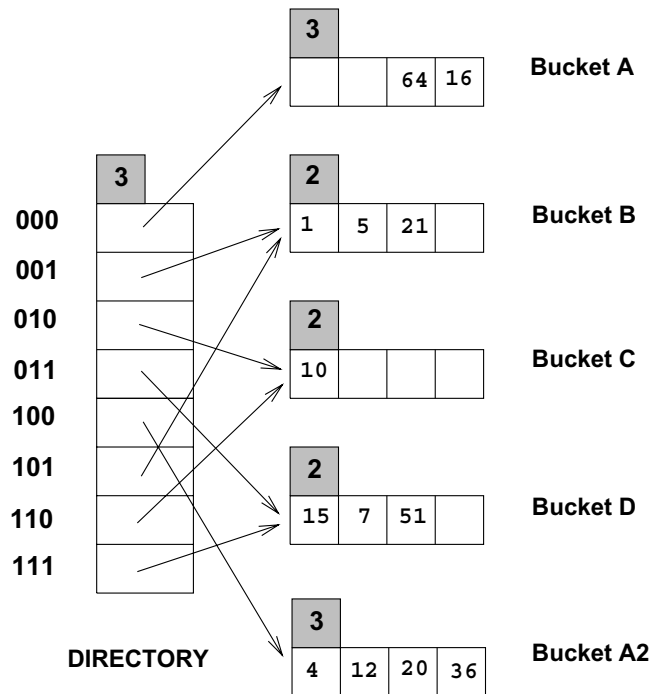 3
64 16
Bucket A
3
2
000
1 5 21
Bucket B
001
010
2
10
Bucket C
011
100
101
2
110
15 7 51
Bucket D
111
3
DIRECTORY
4 12 20 36
Bucket A2